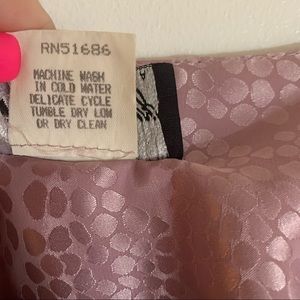 RN51686
MACHINE WASH
IN COLD WATER
DELICATE CYCLE
TUMBLE DRY LOW
OR DRY CLEAN